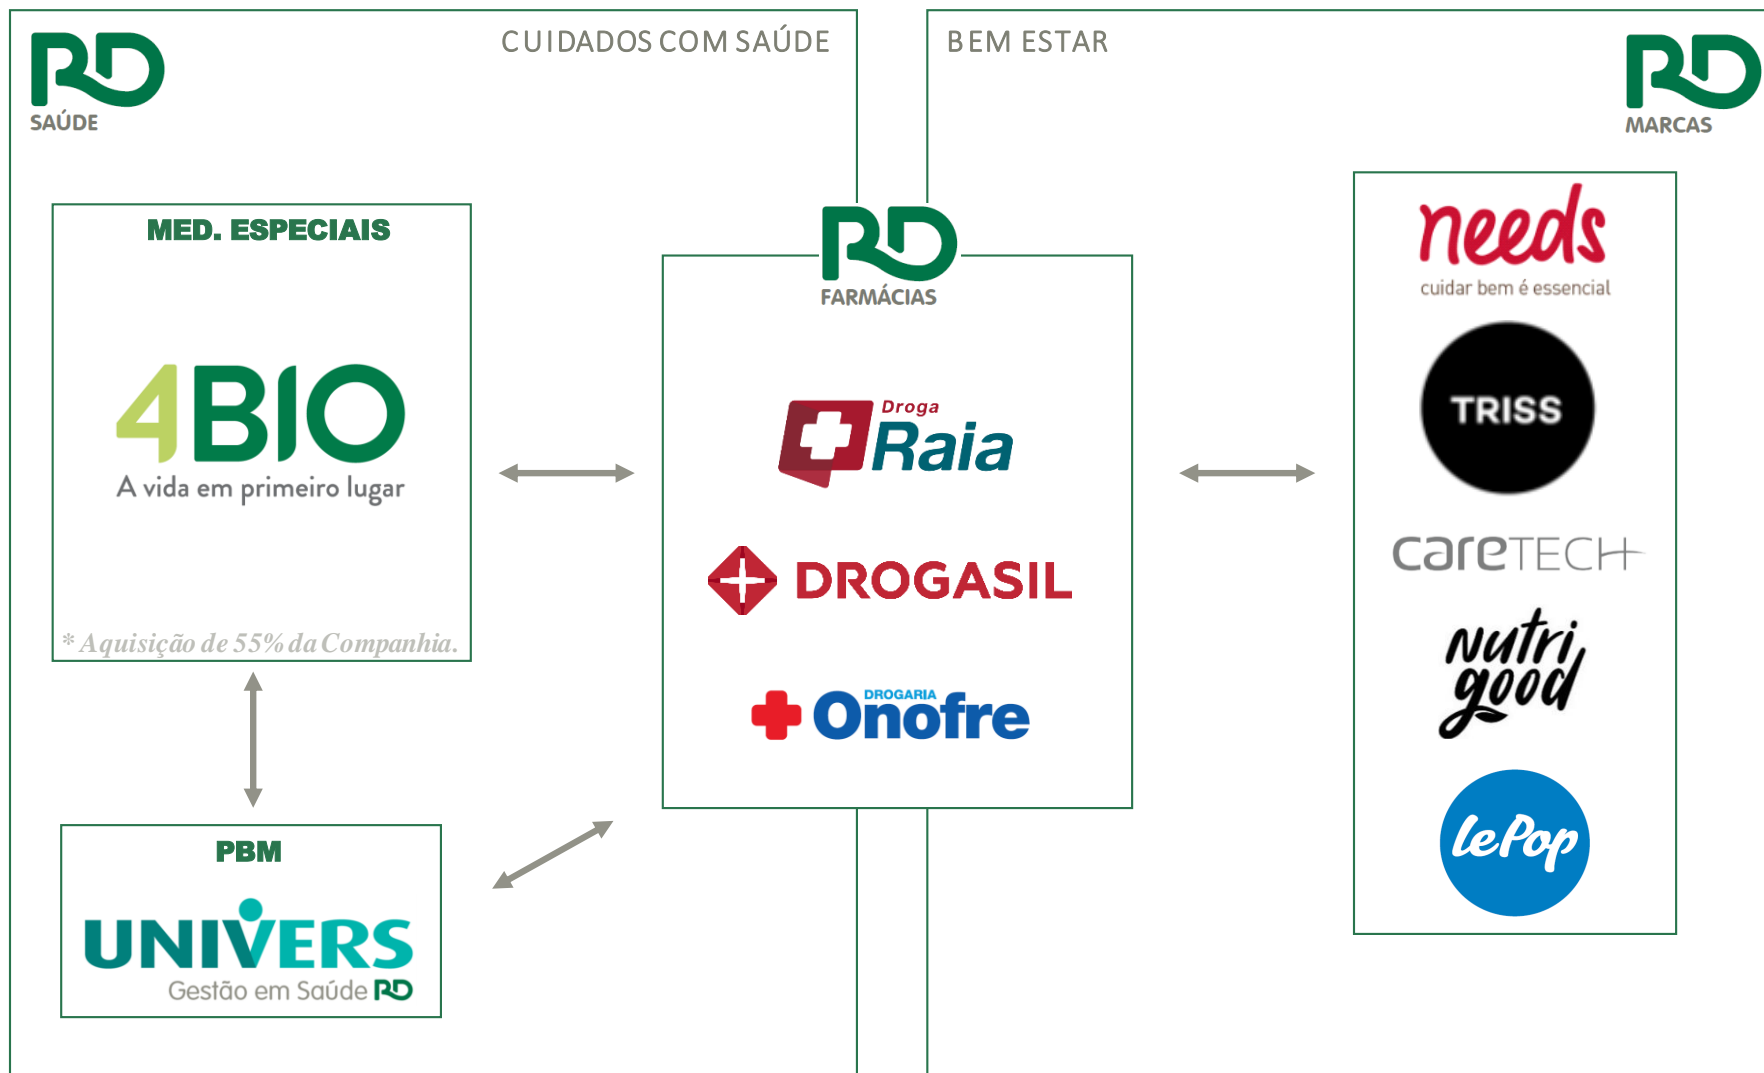 RD
SAÚDE
CUIDADOS COM SAÚDE
BEM ESTAR
RD
MARCAS
MED. ESPECIAIS
4BIO
A vida em primeiro lugar
* Aquisição de 55% da Companhia.
PBM
UNIVERS
Gestão em Saúde RD
RD
FARMÁCIAS
Droga
Raia
DROGASIL
DROGARIA
Onofre
needs
cuidar bem é essencial
TRISS
careTECH
nutri
good
LePop